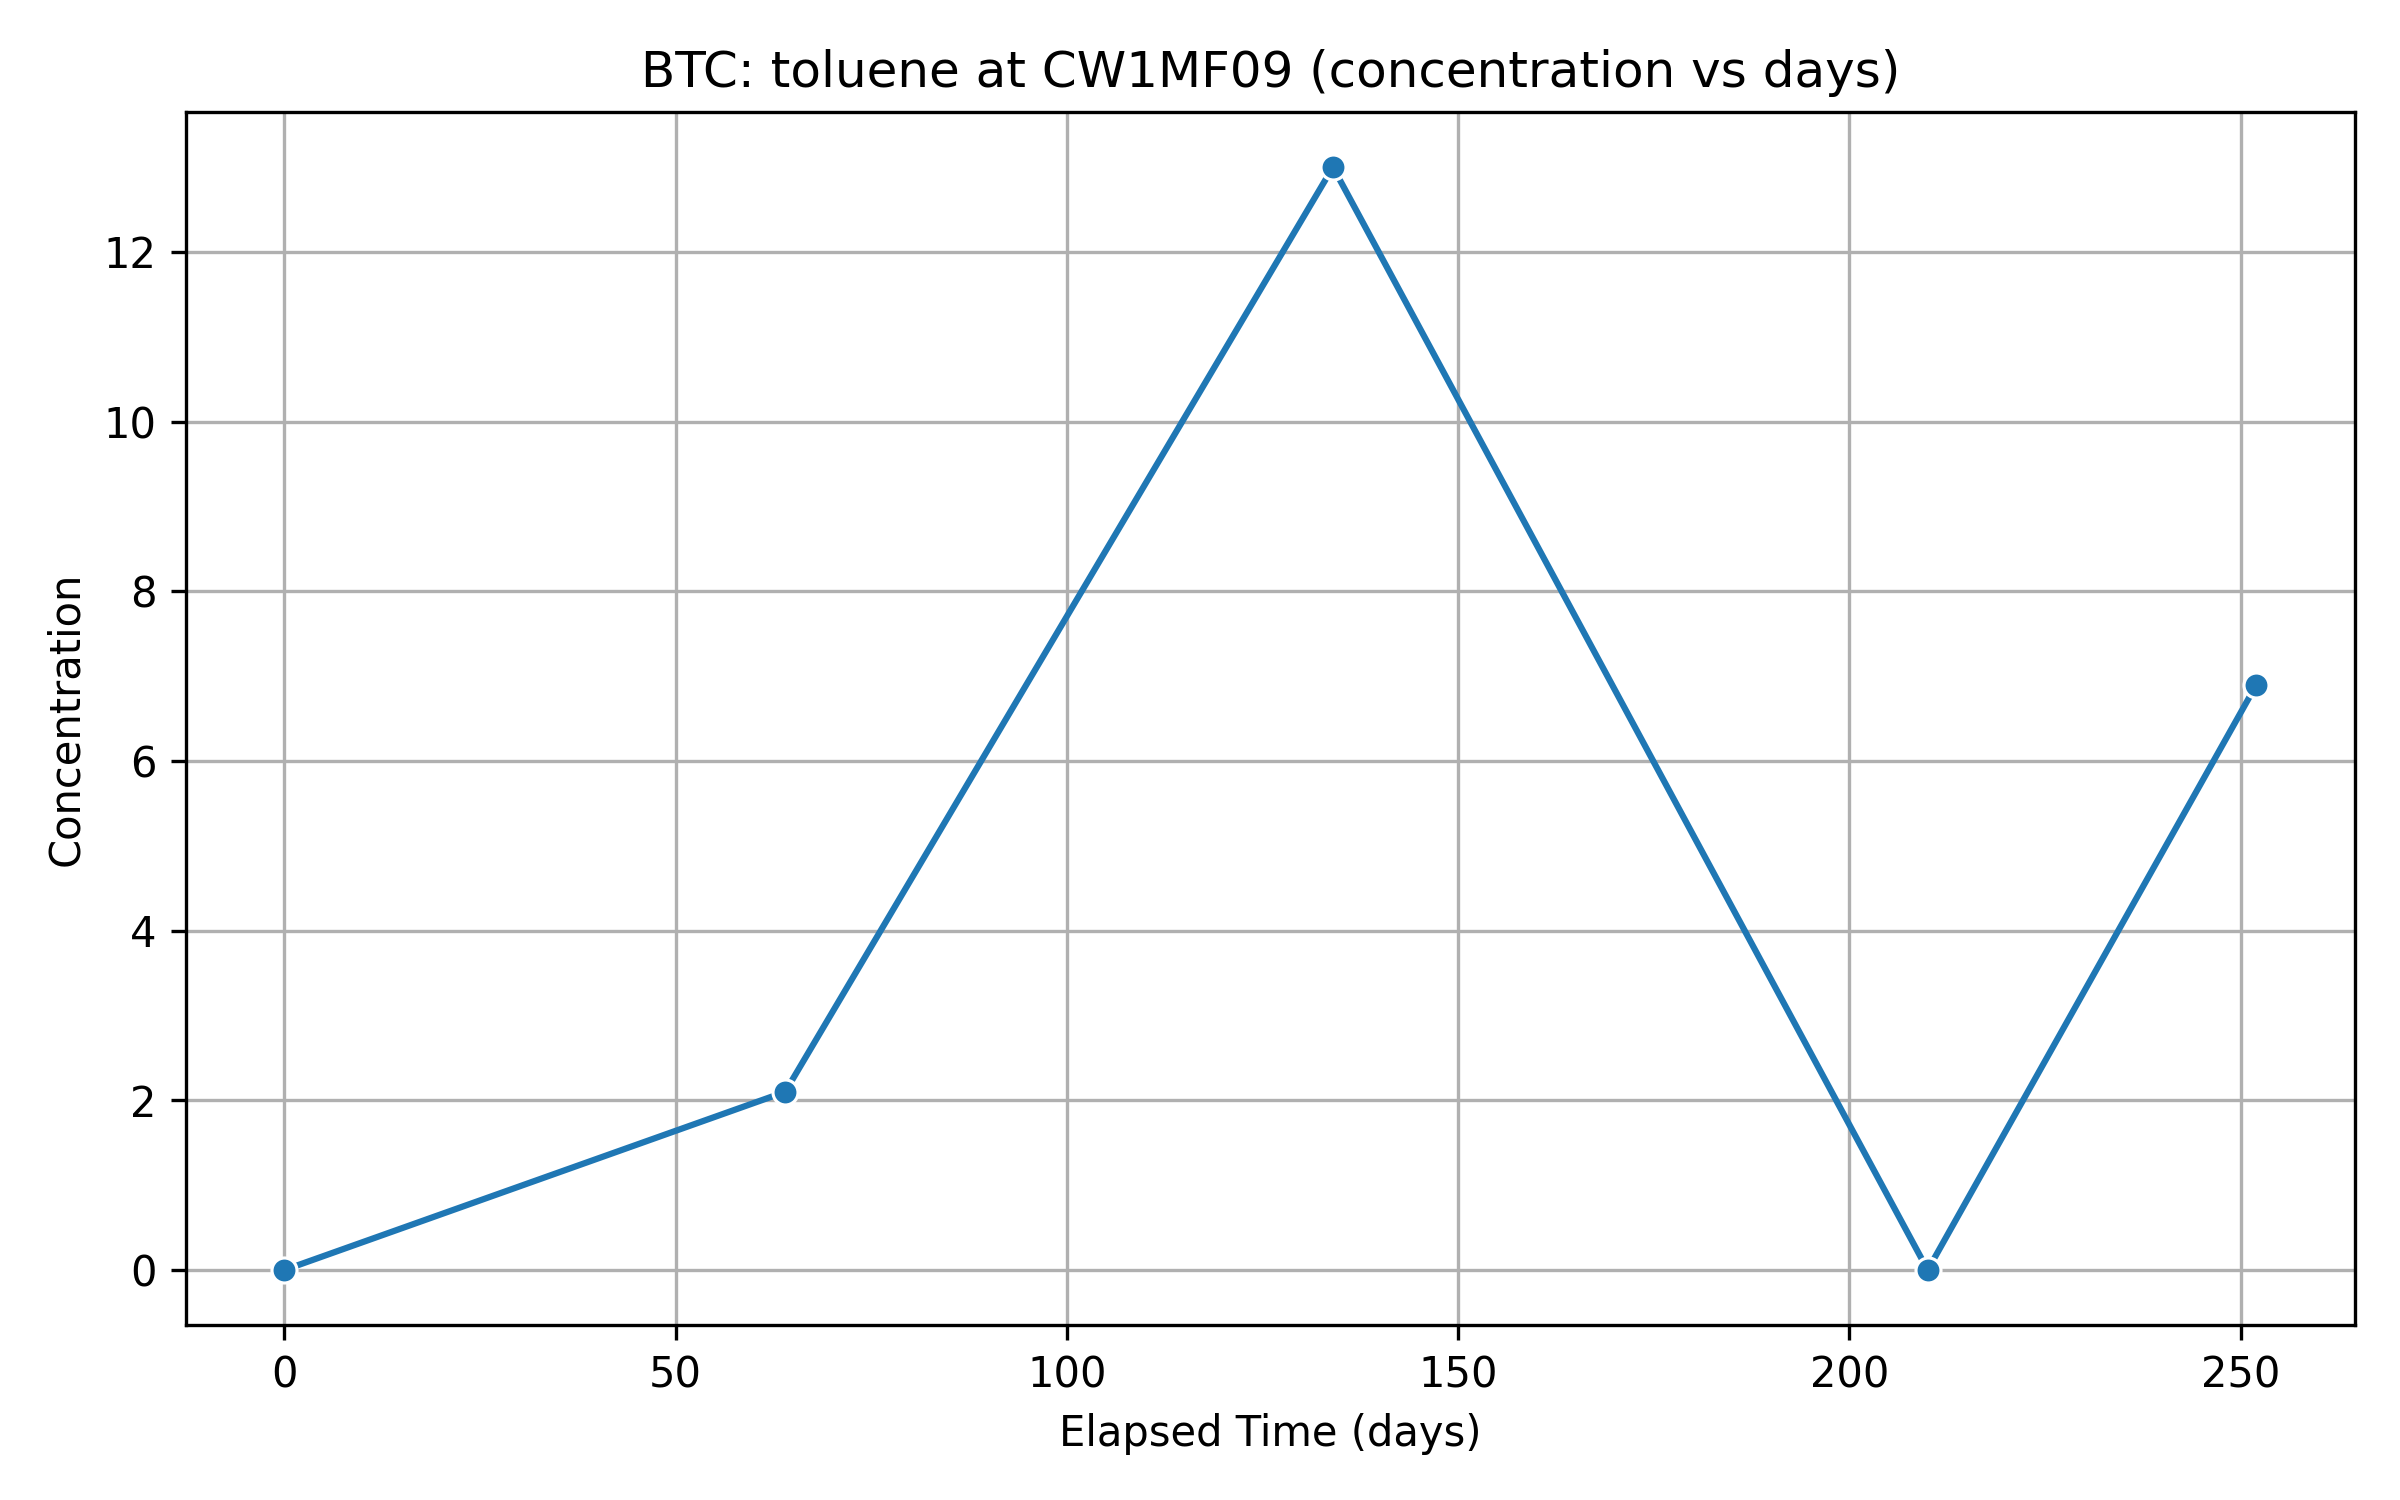 BTC: toluene at CW1MF09 (concentration vs days)
Concentration
12
10
8
6
4
2
0
0 50 100 150 200 250
Elapsed Time (days)